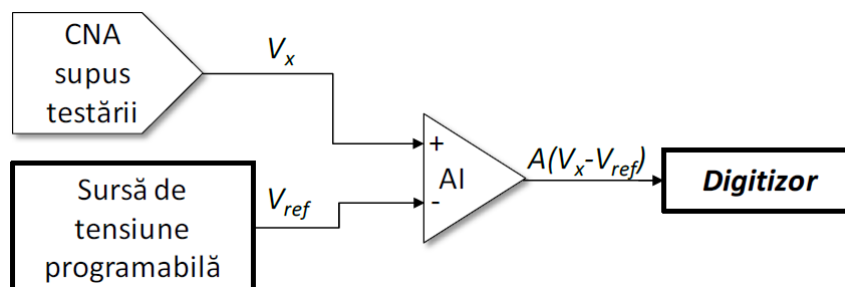 CNA
supus
testării
Vx
+
AI
-
A(Vx-Vref)
Digitizor
Sursă de
tensiune
programabilă
Vref